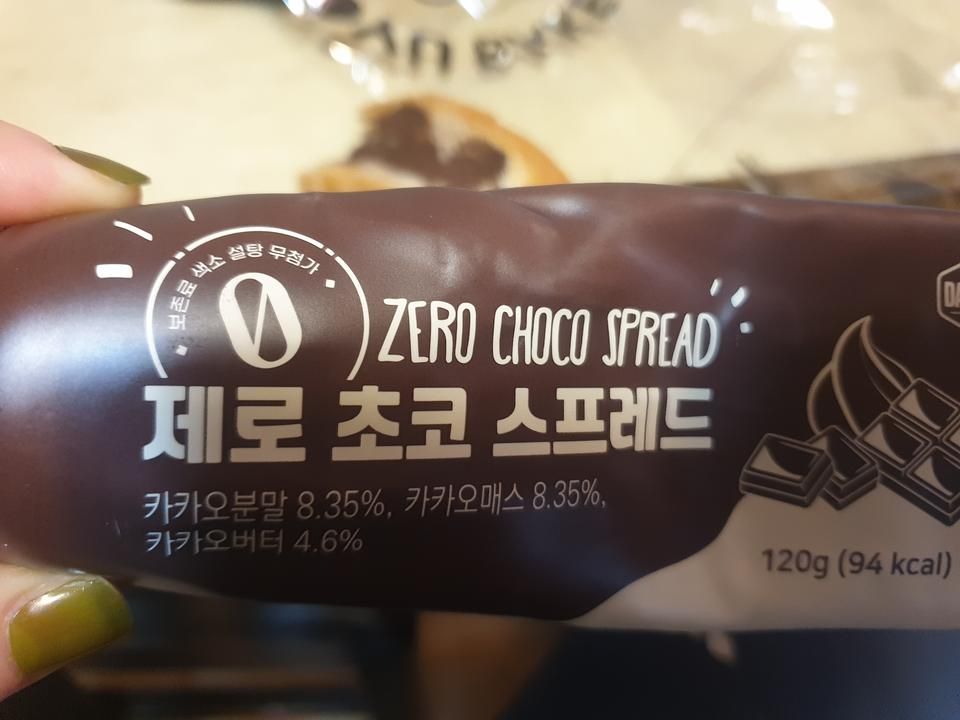 보존료 색소 설탕 무첨가
0
ZERO CHOCO SPREAD
제로 초코 스프레드
카카오분말 8.35%, 카카오매스 8.35%,
카카오버터 4.6%
120g (94 kcal)